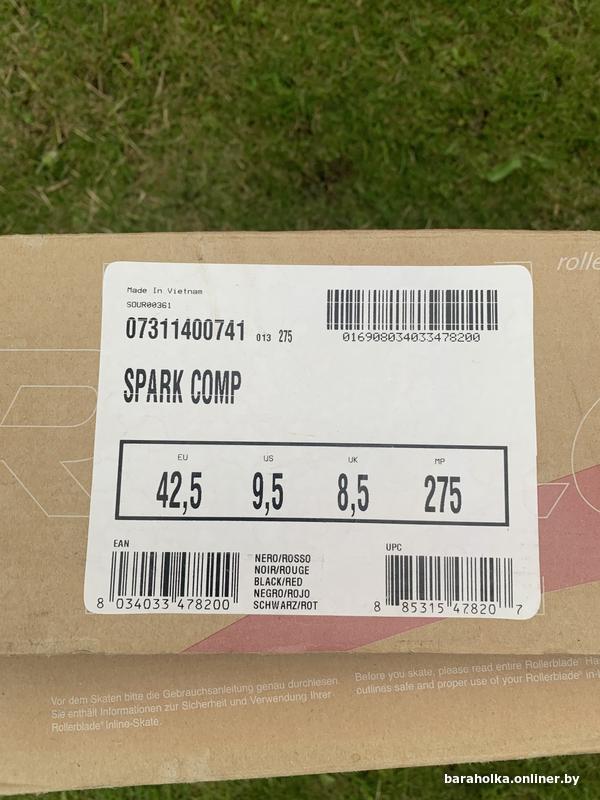 rolle
Made In Vietnam
SOUR00361
07311400741 013 275
016908034033478200
SPARK COMP
EU US UK MP
42,5 9,5 8,5 275
EAN
8 034033 478200
NERO/ROSSO
NOIR/ROUGE
BLACK/RED
NEGRO/ROJO
SCHWARZ/ROT
UPC
8 85315 47820 7
Vor dem Skaten bitte die Gebrauchsanleitung genau durchlesen.
Sie enthält Informationen zur Sicherheit und Verwendung Ihrer
Rollerblade® Inline-Skate.
Before you skate, please read entire Rollerblade® Ha
outlines safe and proper use of your Rollerblade® in-l
baraholka.onliner.by